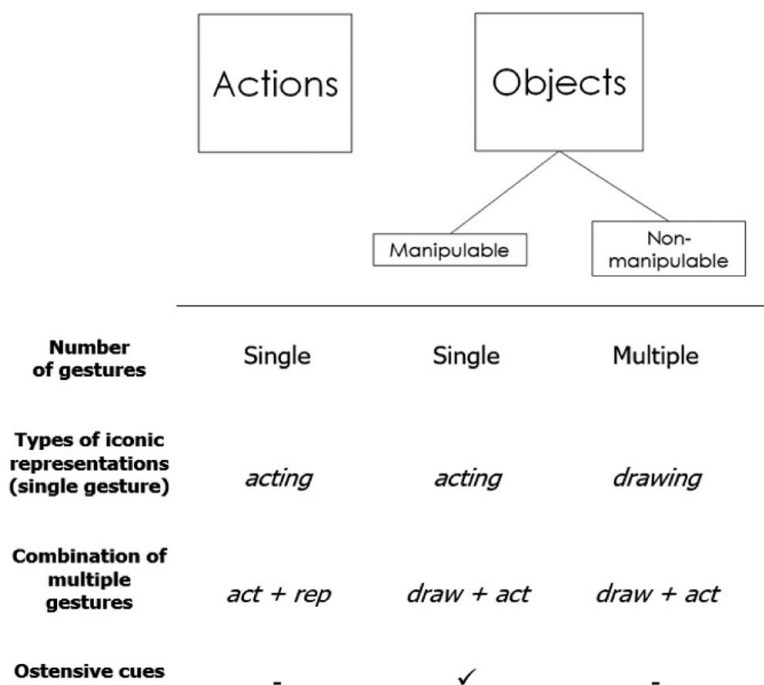 Actions Objects
Manipulable Non-
manipulable
Number
of gestures Single Single Multiple
Types of iconic
representations
(single gesture) acting acting drawing
Combination of
multiple
gestures act + rep draw + act draw + act
Ostensive cues - ✓ -